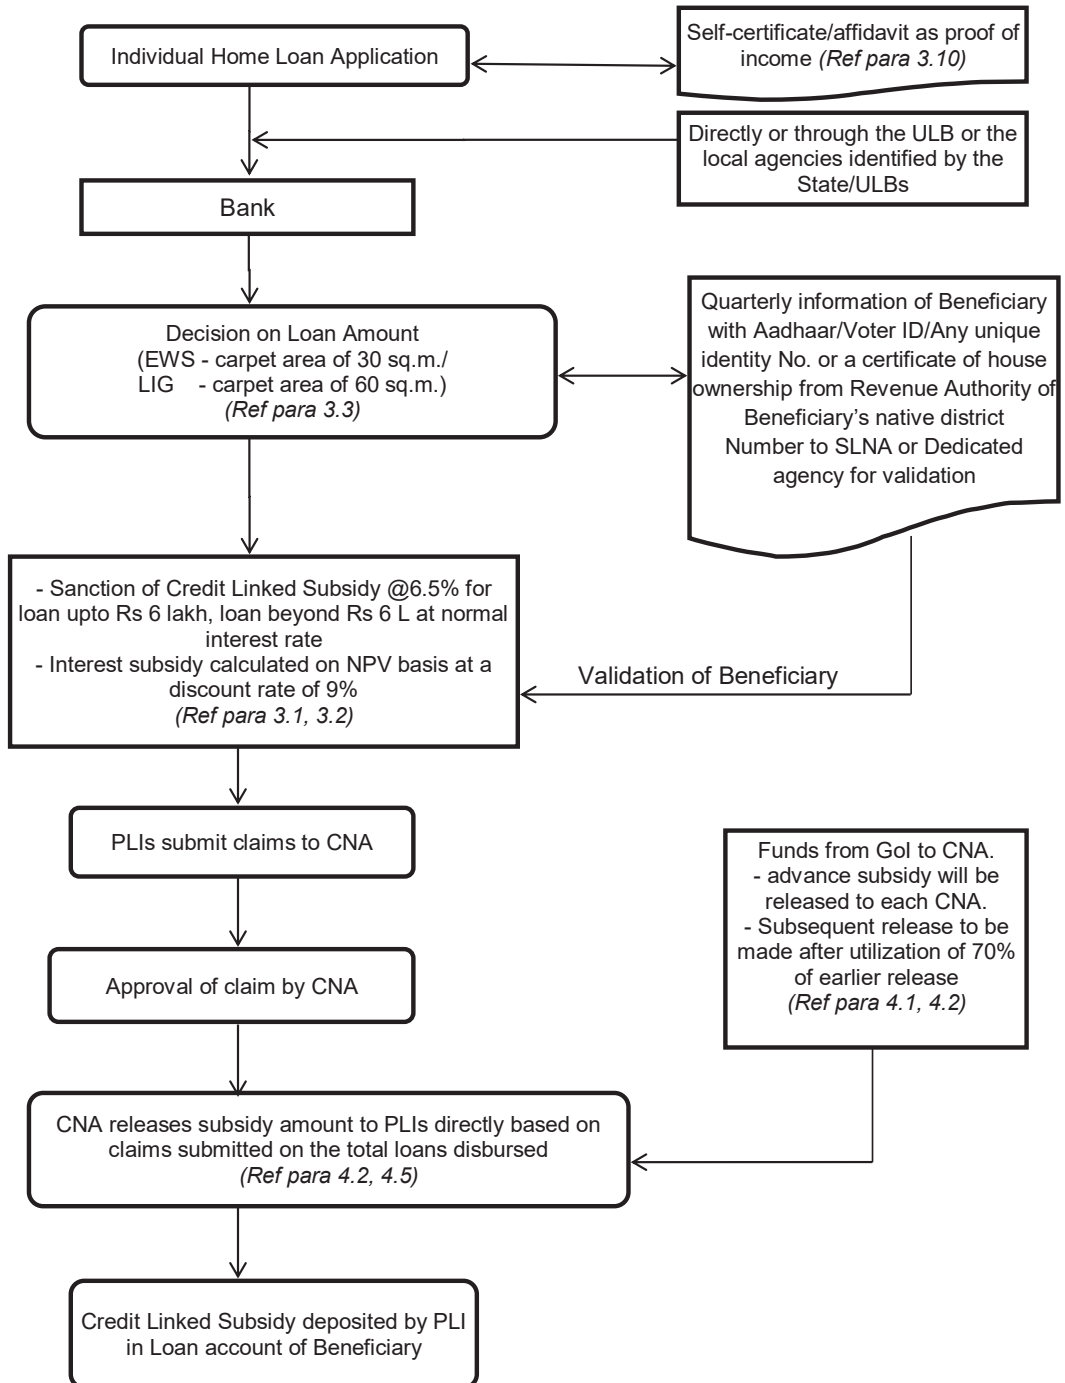 Individual Home Loan Application
Self-certificate/affidavit as proof of
income (Ref para 3.10)
Directly or through the ULB or the
local agencies identified by the
State/ULBs
Bank
Decision on Loan Amount
(EWS - carpet area of 30 sq.m./
LIG - carpet area of 60 sq.m.)
(Ref para 3.3)
Quarterly information of Beneficiary
with Aadhaar/Voter ID/Any unique
identity No. or a certificate of house
ownership from Revenue Authority of
Beneficiary’s native district
Number to SLNA or Dedicated
agency for validation
- Sanction of Credit Linked Subsidy @6.5% for
loan upto Rs 6 lakh, loan beyond Rs 6 L at normal
interest rate
- Interest subsidy calculated on NPV basis at a
discount rate of 9%
(Ref para 3.1, 3.2)
Validation of Beneficiary
PLIs submit claims to CNA
Funds from GoI to CNA.
- advance subsidy will be
released to each CNA.
- Subsequent release to be
made after utilization of 70%
of earlier release
(Ref para 4.1, 4.2)
Approval of claim by CNA
CNA releases subsidy amount to PLIs directly based on
claims submitted on the total loans disbursed
(Ref para 4.2, 4.5)
Credit Linked Subsidy deposited by PLI
in Loan account of Beneficiary